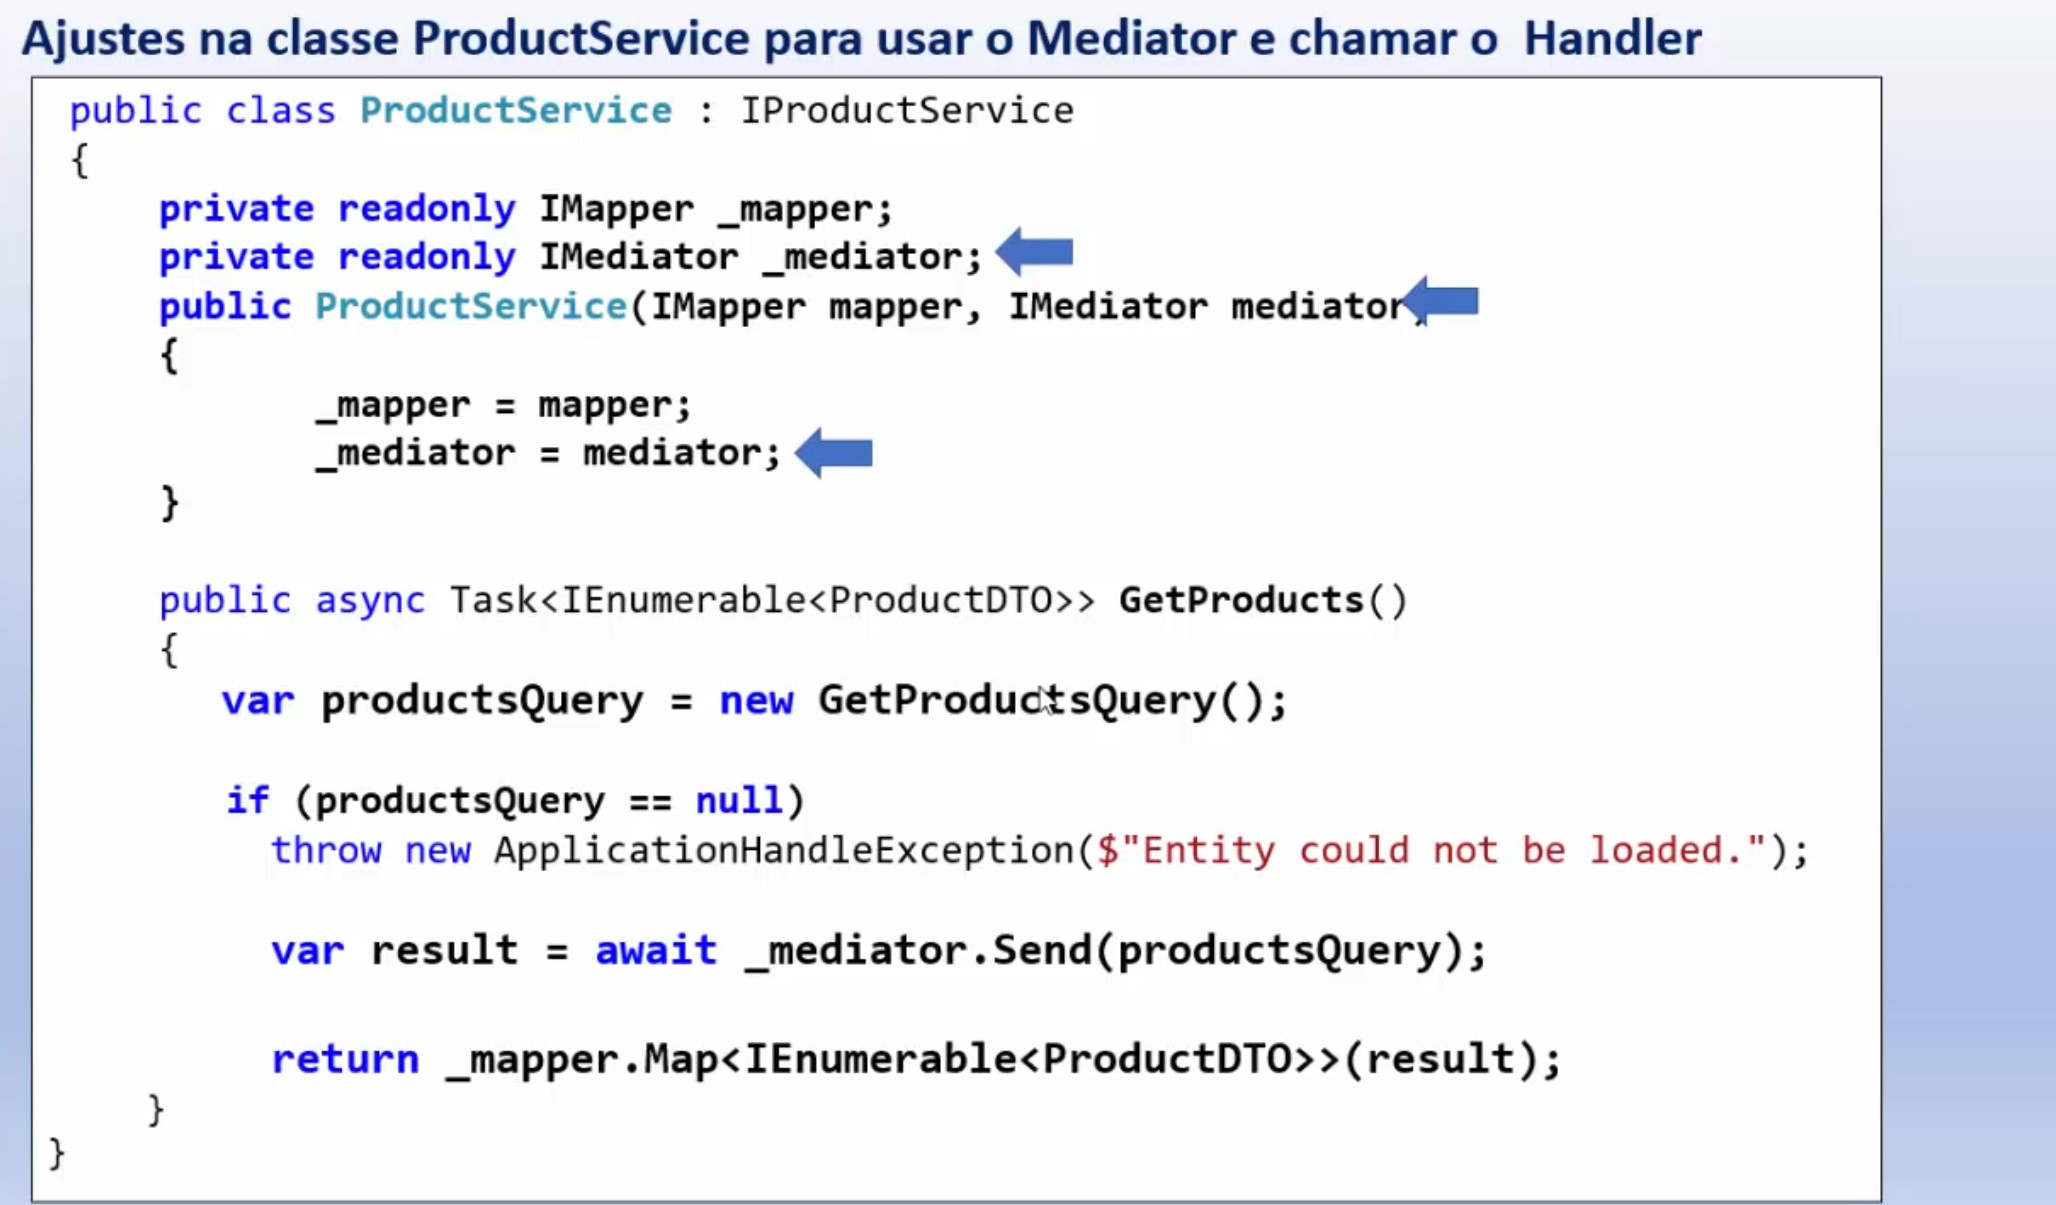 Ajustes na classe ProductService para usar o Mediator e chamar o Handler
public class ProductService : IProductService
{
private readonly IMapper _mapper;
private readonly IMediator _mediator;
public ProductService(IMapper mapper, IMediator mediator)
{
_mapper = mapper;
_mediator = mediator;
}
public async Task<IEnumerable<ProductDTO>> GetProducts()
{
var productsQuery = new GetProductsQuery();
if (productsQuery == null)
throw new ApplicationHandleException($"Entity could not be loaded.");
var result = await _mediator.Send(productsQuery);
return _mapper.Map<IEnumerable<ProductDTO>>(result);
}
}